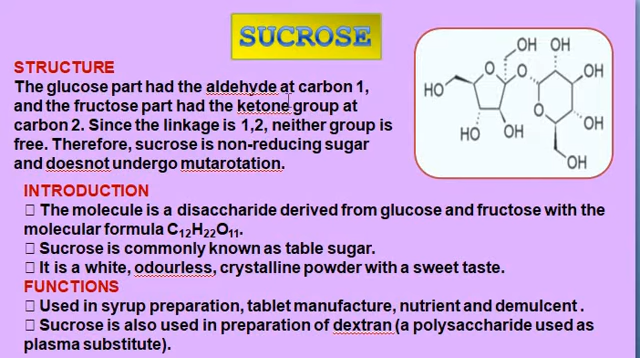 SUCROSE
STRUCTURE
The glucose part had the aldehyde at carbon 1,
and the fructose part had the ketone group at
carbon 2. Since the linkage is 1,2, neither group is
free. Therefore, sucrose is non-reducing sugar
and doesnot undergo mutarotation.
OH OH
O O OH
HO
O
HO OH OH
OH
INTRODUCTION
□ The molecule is a disaccharide derived from glucose and fructose with the
molecular formula C₁₂H₂₂O₁₁.
□ Sucrose is commonly known as table sugar.
□ It is a white, odourless, crystalline powder with a sweet taste.
FUNCTIONS
□ Used in syrup preparation, tablet manufacture, nutrient and demulcent .
□ Sucrose is also used in preparation of dextran (a polysaccharide used as
plasma substitute).